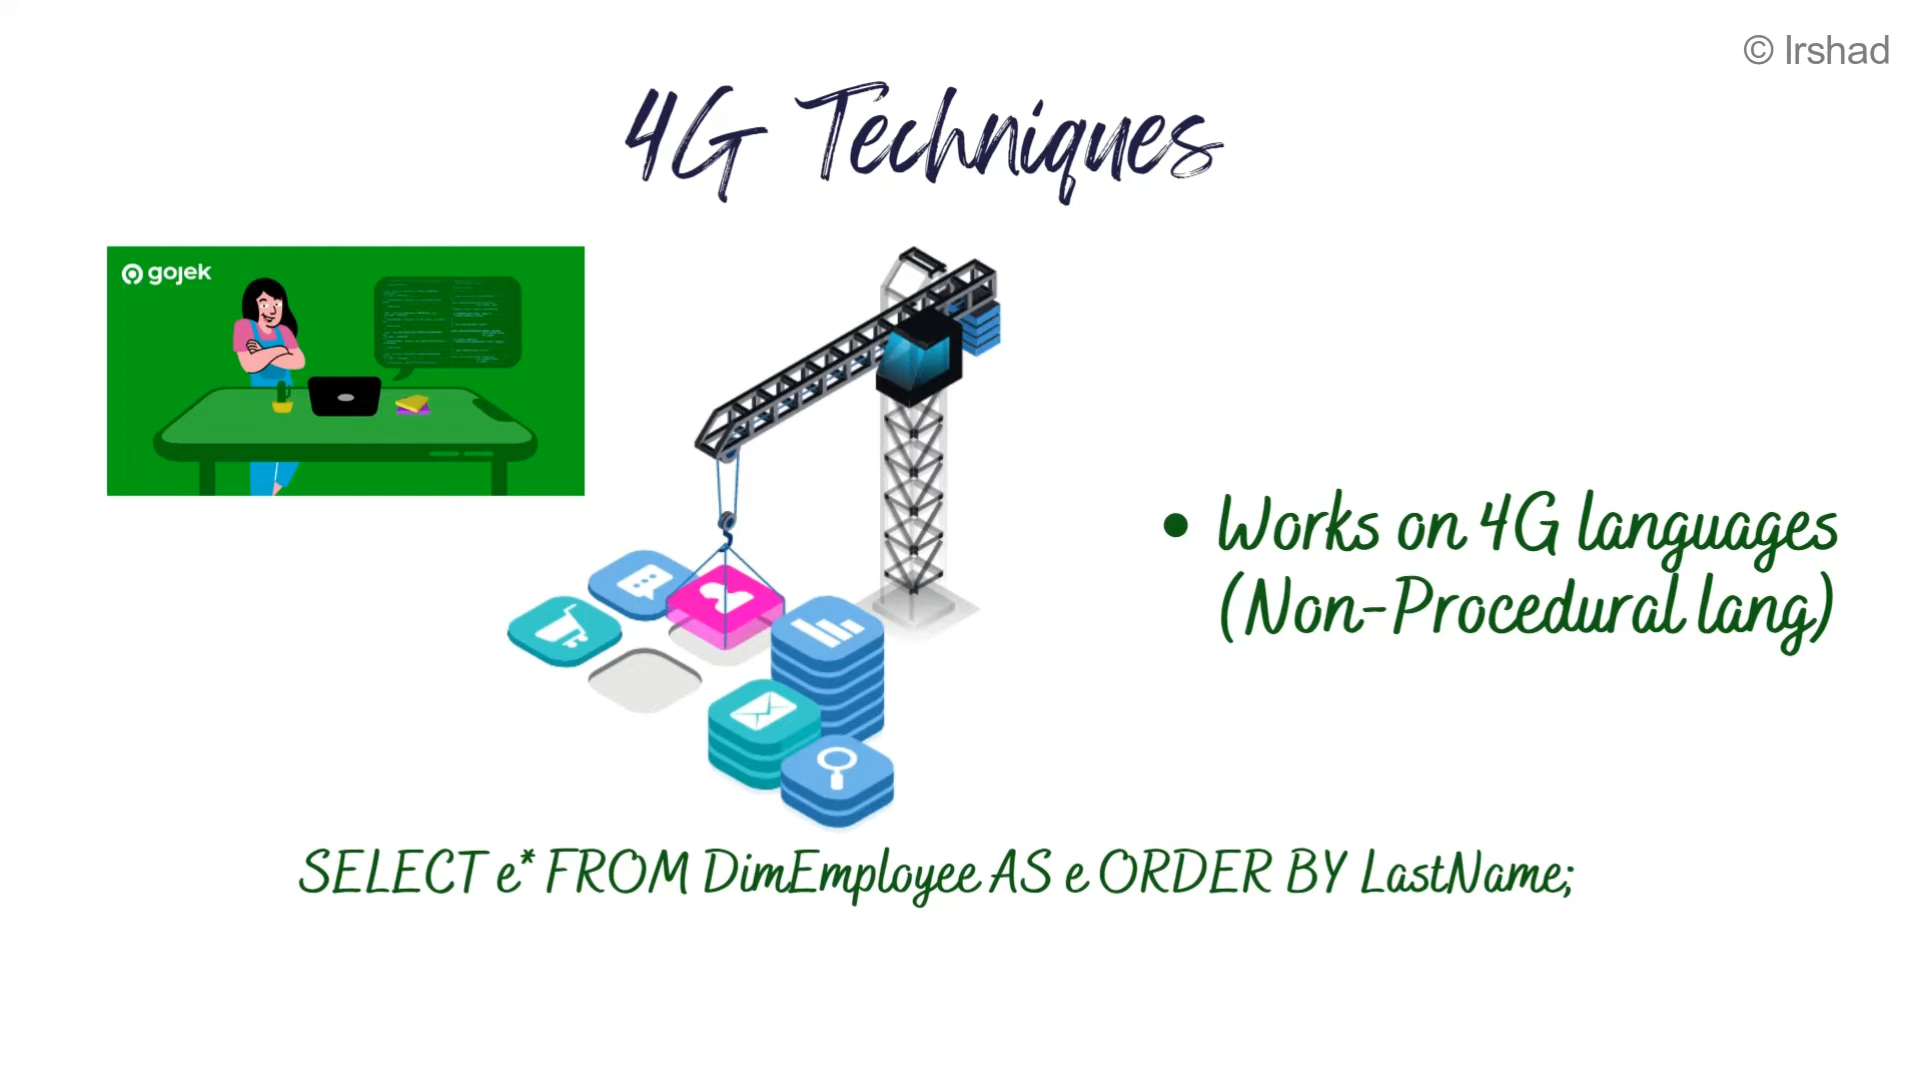 © Irshad
4G Techniques
gojek
• Works on 4G languages
(Non-Procedural lang)
SELECT e* FROM DimEmployee AS e ORDER BY LastName;